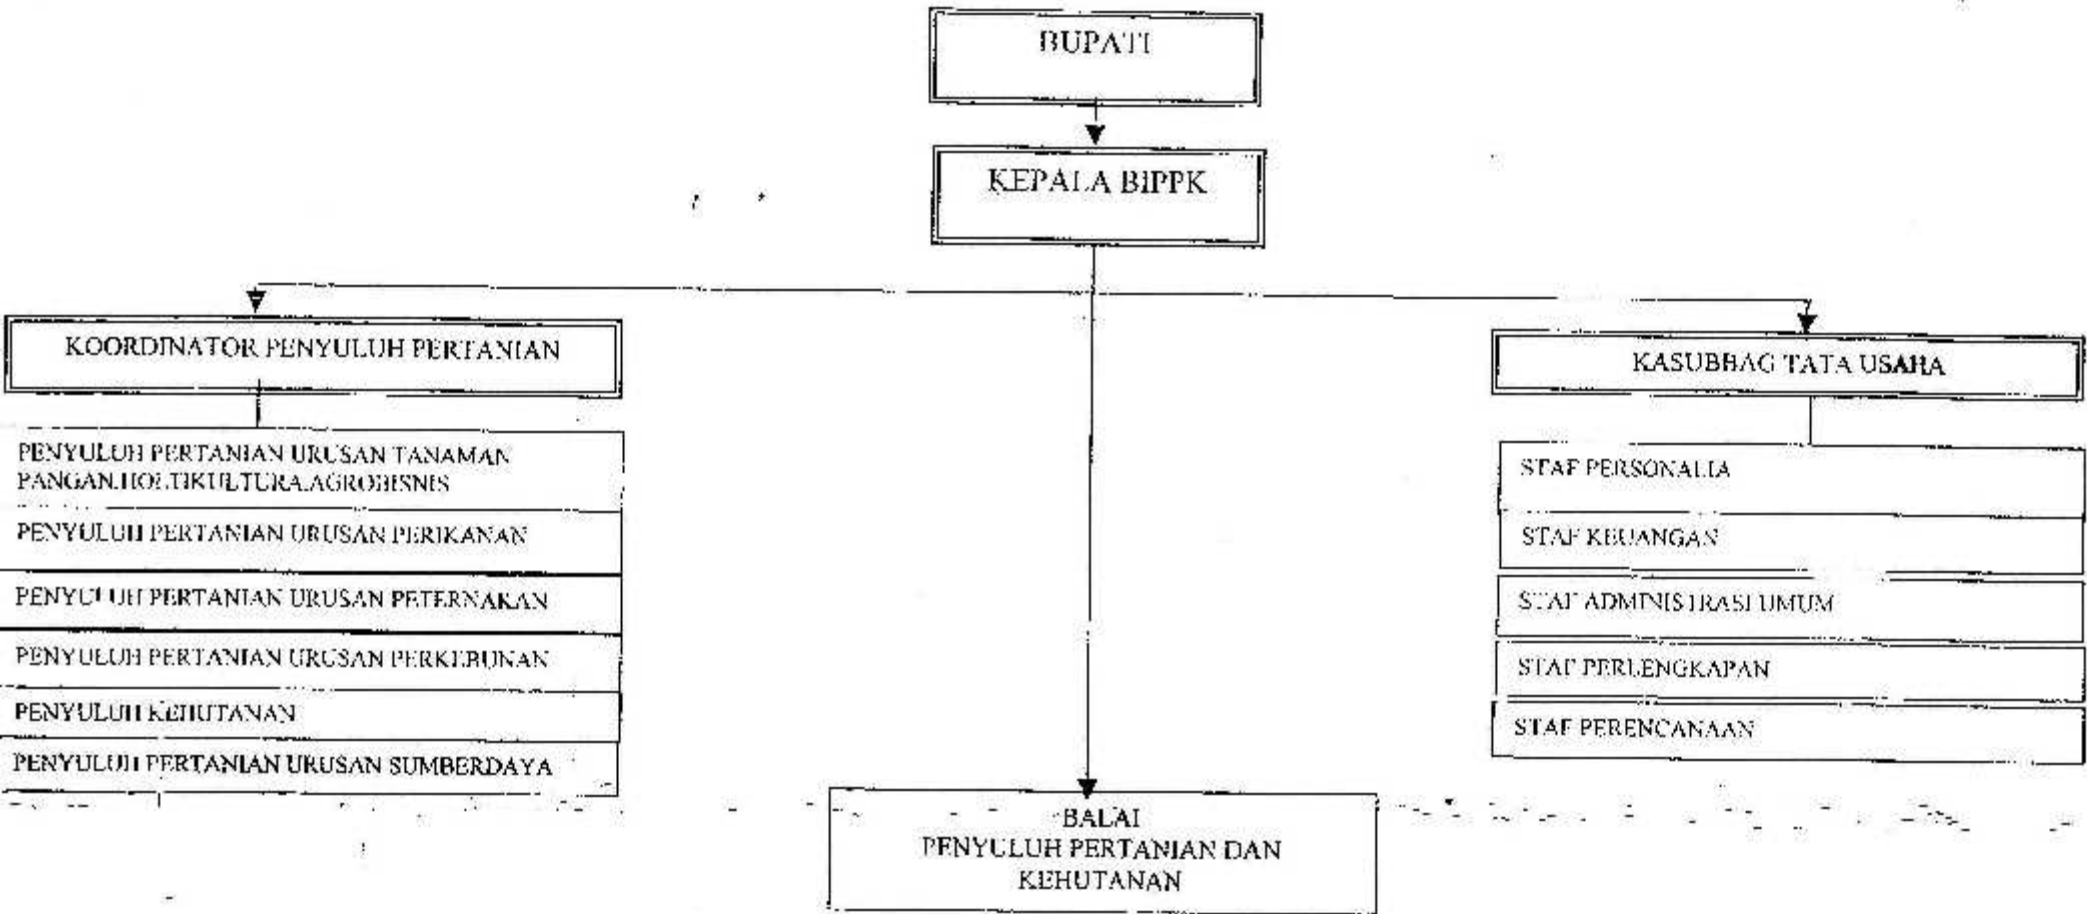 BUPATI
KEPALA BIPPK
KOORDINATOR PENYULUH PERTANIAN
PENYULUH PERTANIAN URUSAN TANAMAN
PANGAN.HOLTIKULTURA.AGROBISNIS
PENYULUH PERTANIAN URUSAN PERIKANAN
PENYULUH PERTANIAN URUSAN PETERNAKAN
PENYULUH PERTANIAN URUSAN PERKEBUNAN
PENYULUH KEHUTANAN
PENYULUH PERTANIAN URUSAN SUMBERDAYA
KASUBBAG TATA USAHA
STAF PERSONALIA
STAF KEUANGAN
STAF ADMINISTRASI UMUM
STAF PERLENGKAPAN
STAF PERENCANAAN
BALAI
PENYULUH PERTANIAN DAN
KEHUTANAN